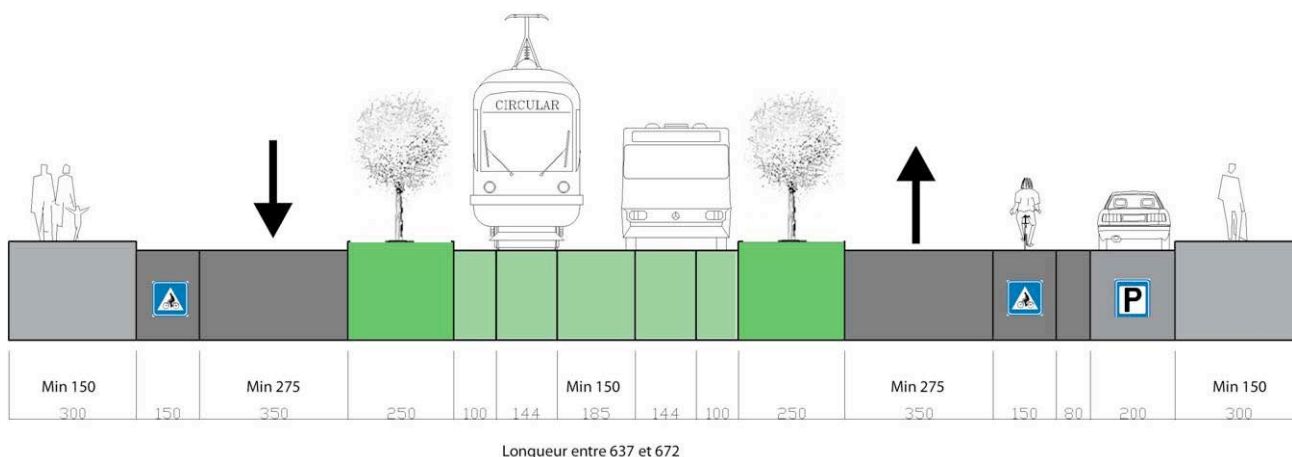 CIRCULAR
P
Min 150 Min 275 Min 150 Min 275 Min 150
300 150 350 250 100 144 185 144 100 250 350 150 80 200 300
Longueur entre 637 et 672